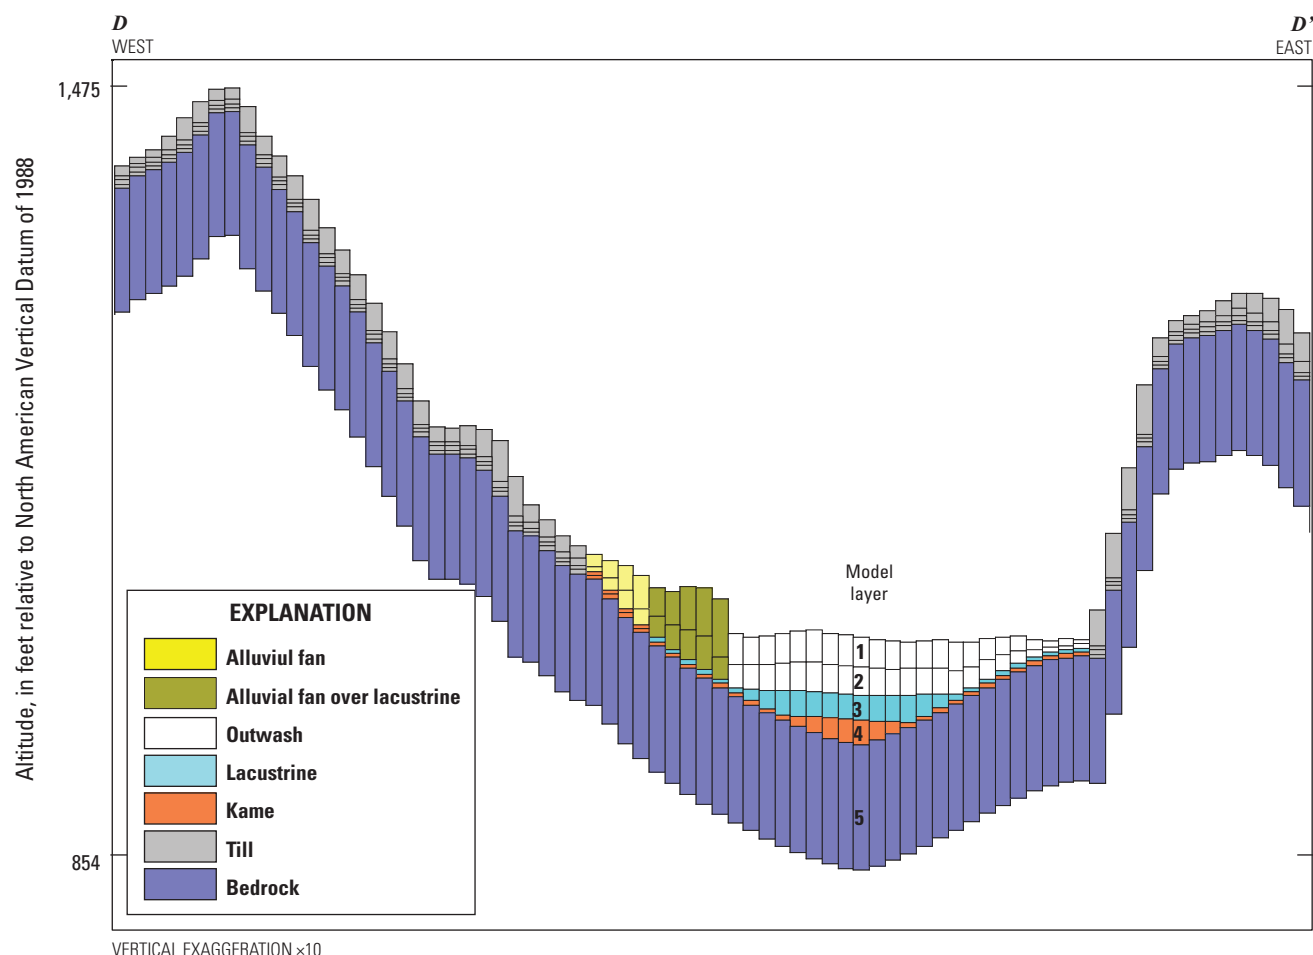 D
WEST
D’
EAST
1,475
Altitude, in feet relative to North American Vertical Datum of 1988
Model
layer
1
2
3
4
5
EXPLANATION
Alluviul fan
Alluvial fan over lacustrine
Outwash
Lacustrine
Kame
Till
Bedrock
854
VERTICAL EXAGGERATION ×10